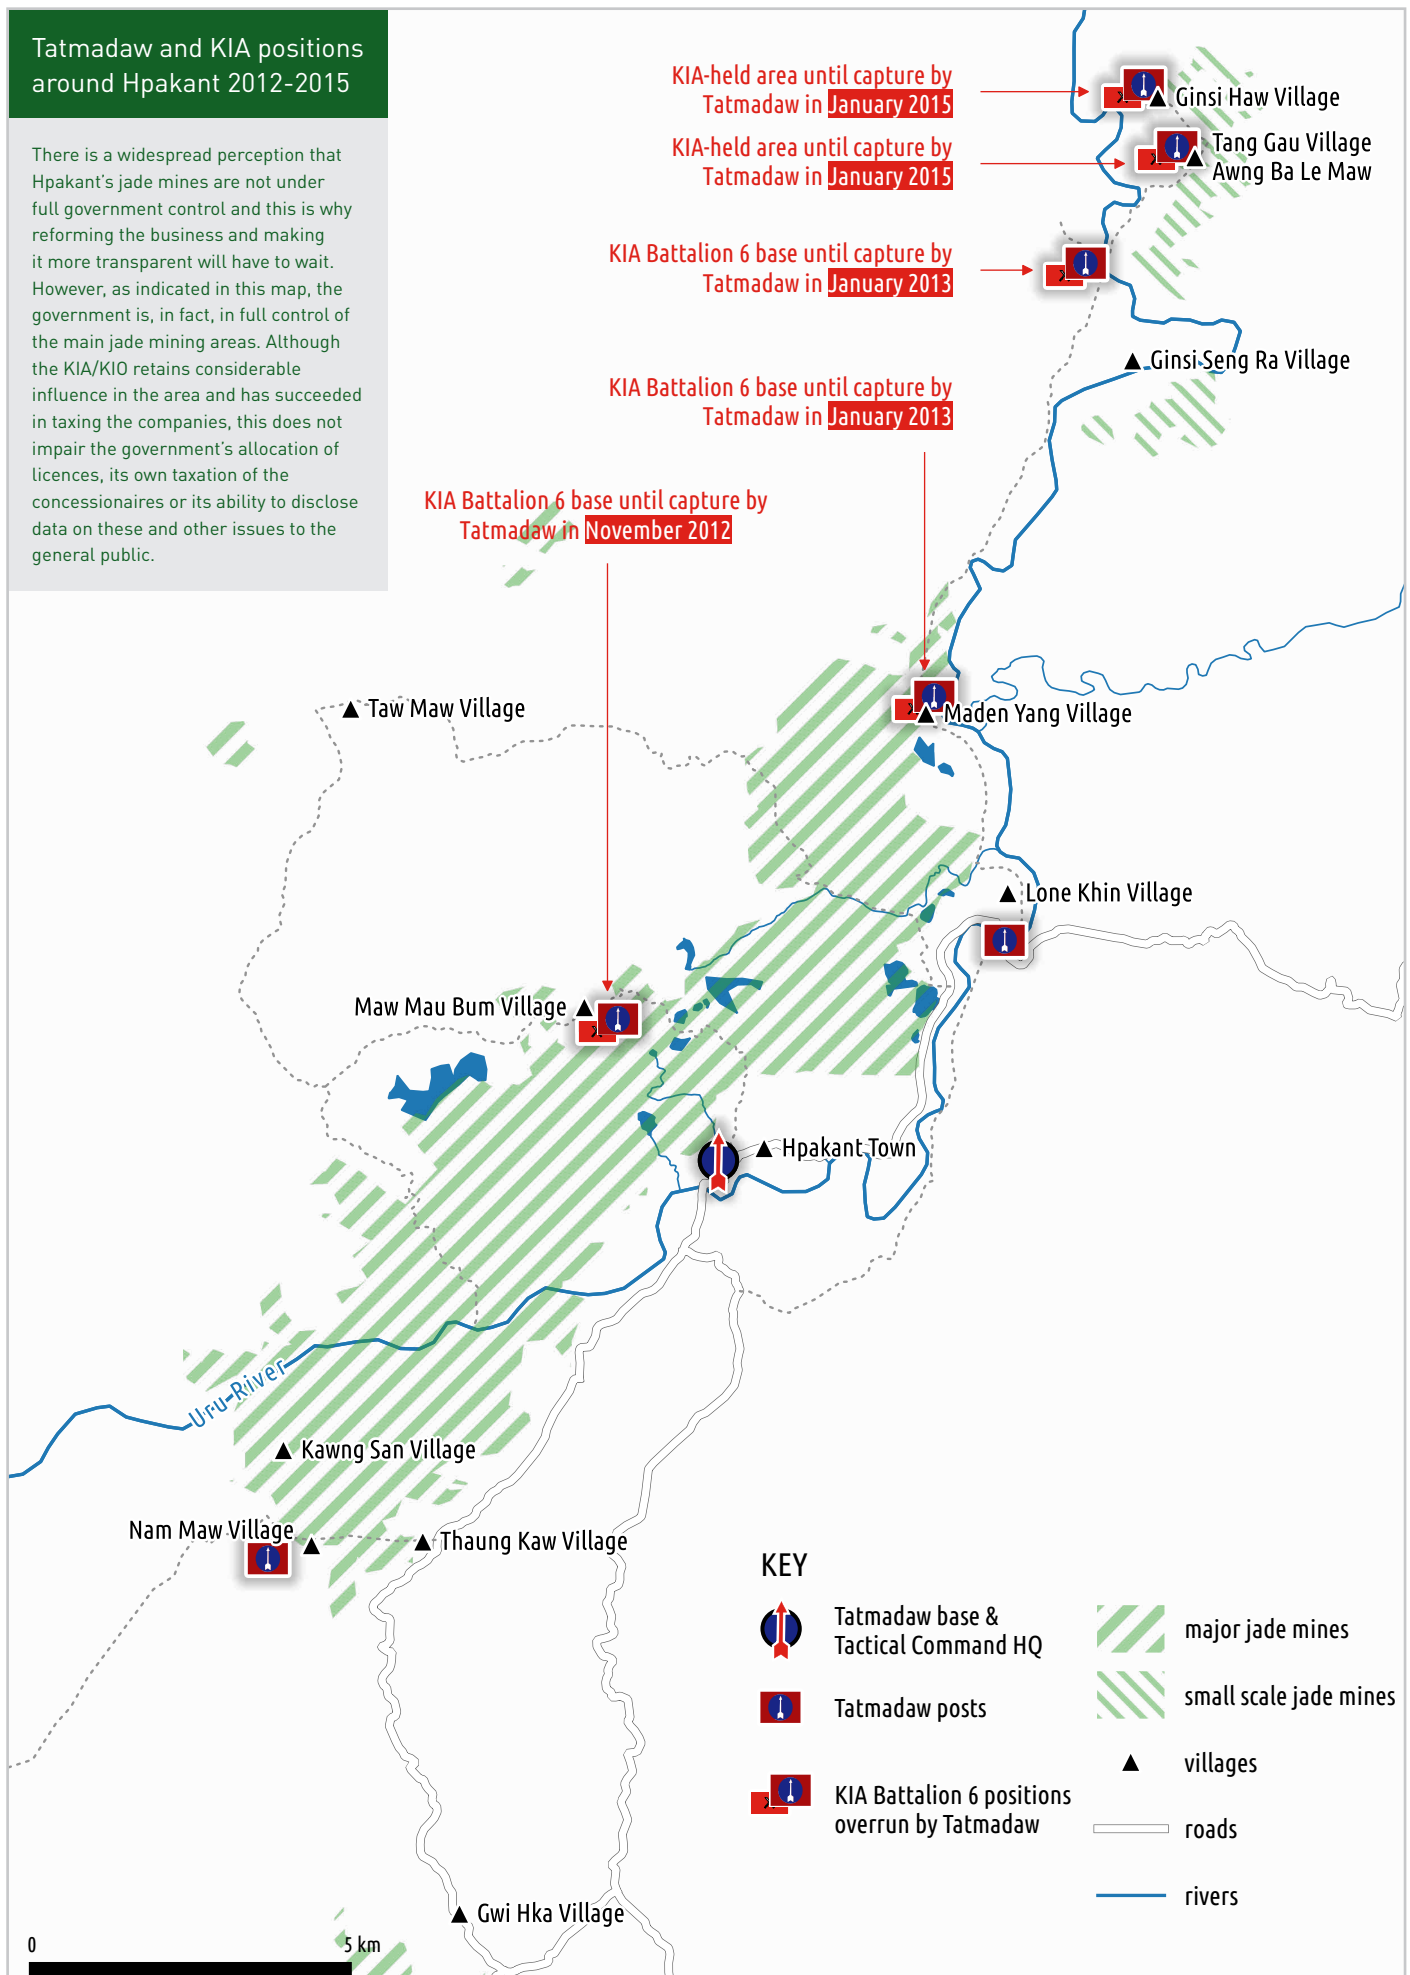 Tatmadaw and KIA positions
around Hpakant 2012-2015
There is a widespread perception that
Hpakant's jade mines are not under
full government control and this is why
reforming the business and making
it more transparent will have to wait.
However, as indicated in this map, the
government is, in fact, in full control of
the main jade mining areas. Although
the KIA/KIO retains considerable
influence in the area and has succeeded
in taxing the companies, this does not
impair the government's allocation of
licences, its own taxation of the
concessionaires or its ability to disclose
data on these and other issues to the
general public.
KIA-held area until capture by
Tatmadaw in January 2015
Ginsi Haw Village
KIA-held area until capture by
Tatmadaw in January 2015
Tang Gau Village
Awng Ba Le Maw
KIA Battalion 6 base until capture by
Tatmadaw in January 2013
Ginsi Seng Ra Village
KIA Battalion 6 base until capture by
Tatmadaw in January 2013
KIA Battalion 6 base until capture by
Tatmadaw in November 2012
Taw Maw Village
Maden Yang Village
Lone Khin Village
Maw Mau Bum Village
Hpakant Town
Uru River
Kawng San Village
Nam Maw Village
Thaung Kaw Village
Gwi Hka Village
KEY
Tatmadaw base &
Tactical Command HQ
Tatmadaw posts
KIA Battalion 6 positions
overrun by Tatmadaw
major jade mines
small scale jade mines
villages
roads
rivers
0
5 km